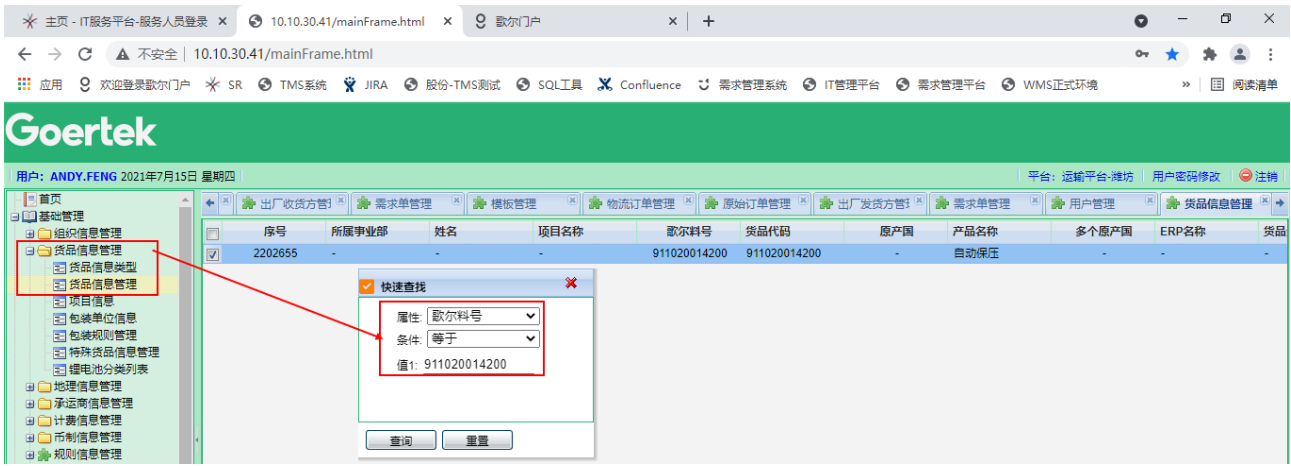 主页 - IT服务平台-服务人员登录 10.10.30.41/mainFrame.html 歌尔门户
不安全 10.10.30.41/mainFrame.html
应用 欢迎登录歌尔门户 SR TMS系统 JIRA 股份-TMS测试 SQL工具 Confluence 需求管理系统 IT管理平台 需求管理平台 WMS正式环境 » 阅读清单
Goertek
用户: ANDY.FENG 2021年7月15日 星期四 平台: 运输平台-潍坊 用户密码修改 注销
首页 出厂收货方管 需求单管理 模板管理 物流订单管理 原始订单管理 出厂发货方管 需求单管理 用户管理 货品信息管理
基础管理
组织信息管理 序号 所属事业部 姓名 项目名称 歌尔料号 货品代码 原产国 产品名称 多个原产国 ERP名称 货品
货品信息管理 2202655 - - - 911020014200 911020014200 - 自动保压 - - -
货品信息类型
货品信息管理
项目信息
包装单位信息
包装规则管理
特殊货品信息管理
锂电池分类列表
地理信息管理
承运商信息管理
计费信息管理
币制信息管理
规则信息管理
快速查找
属性: 歌尔料号
条件: 等于
值1: 911020014200
查询 重置